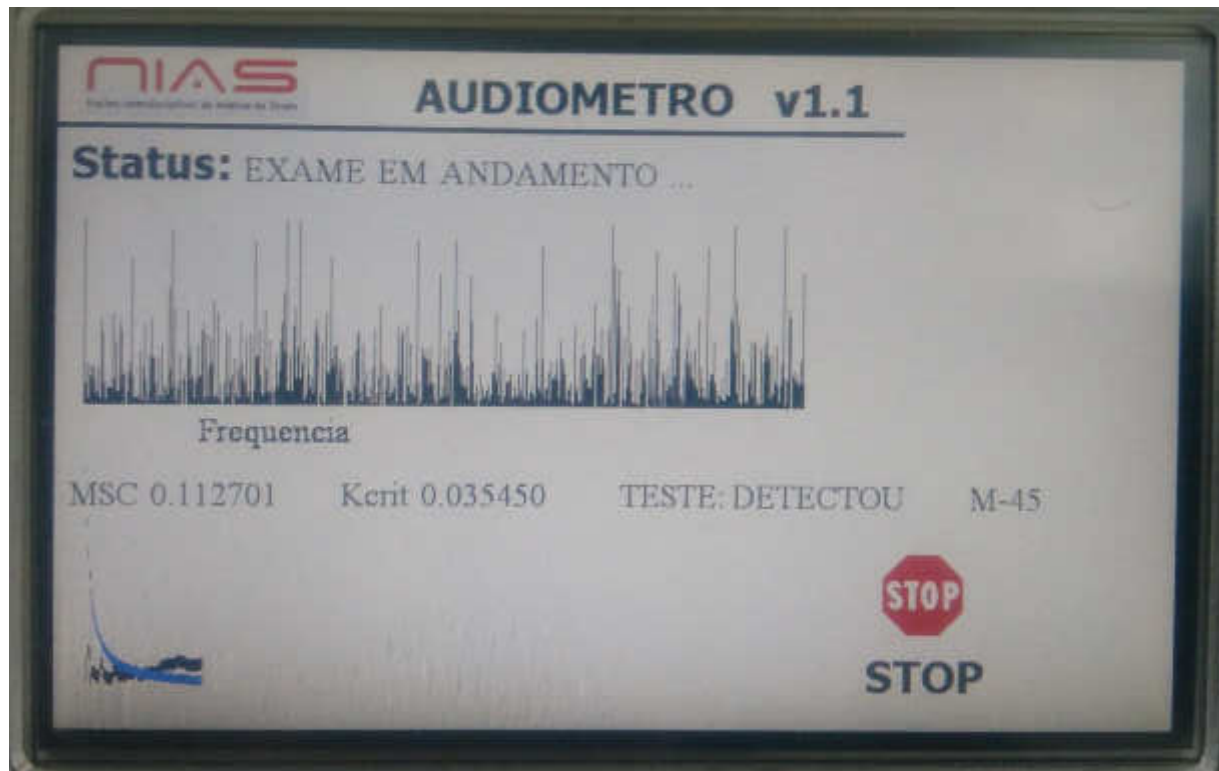 NIAS
AUDIOMETRO v1.1
Status: EXAME EM ANDAMENTO ...
Frequencia
MSC 0.112701 Kcrit 0.035450 TESTE: DETECTOU M-45
STOP
STOP